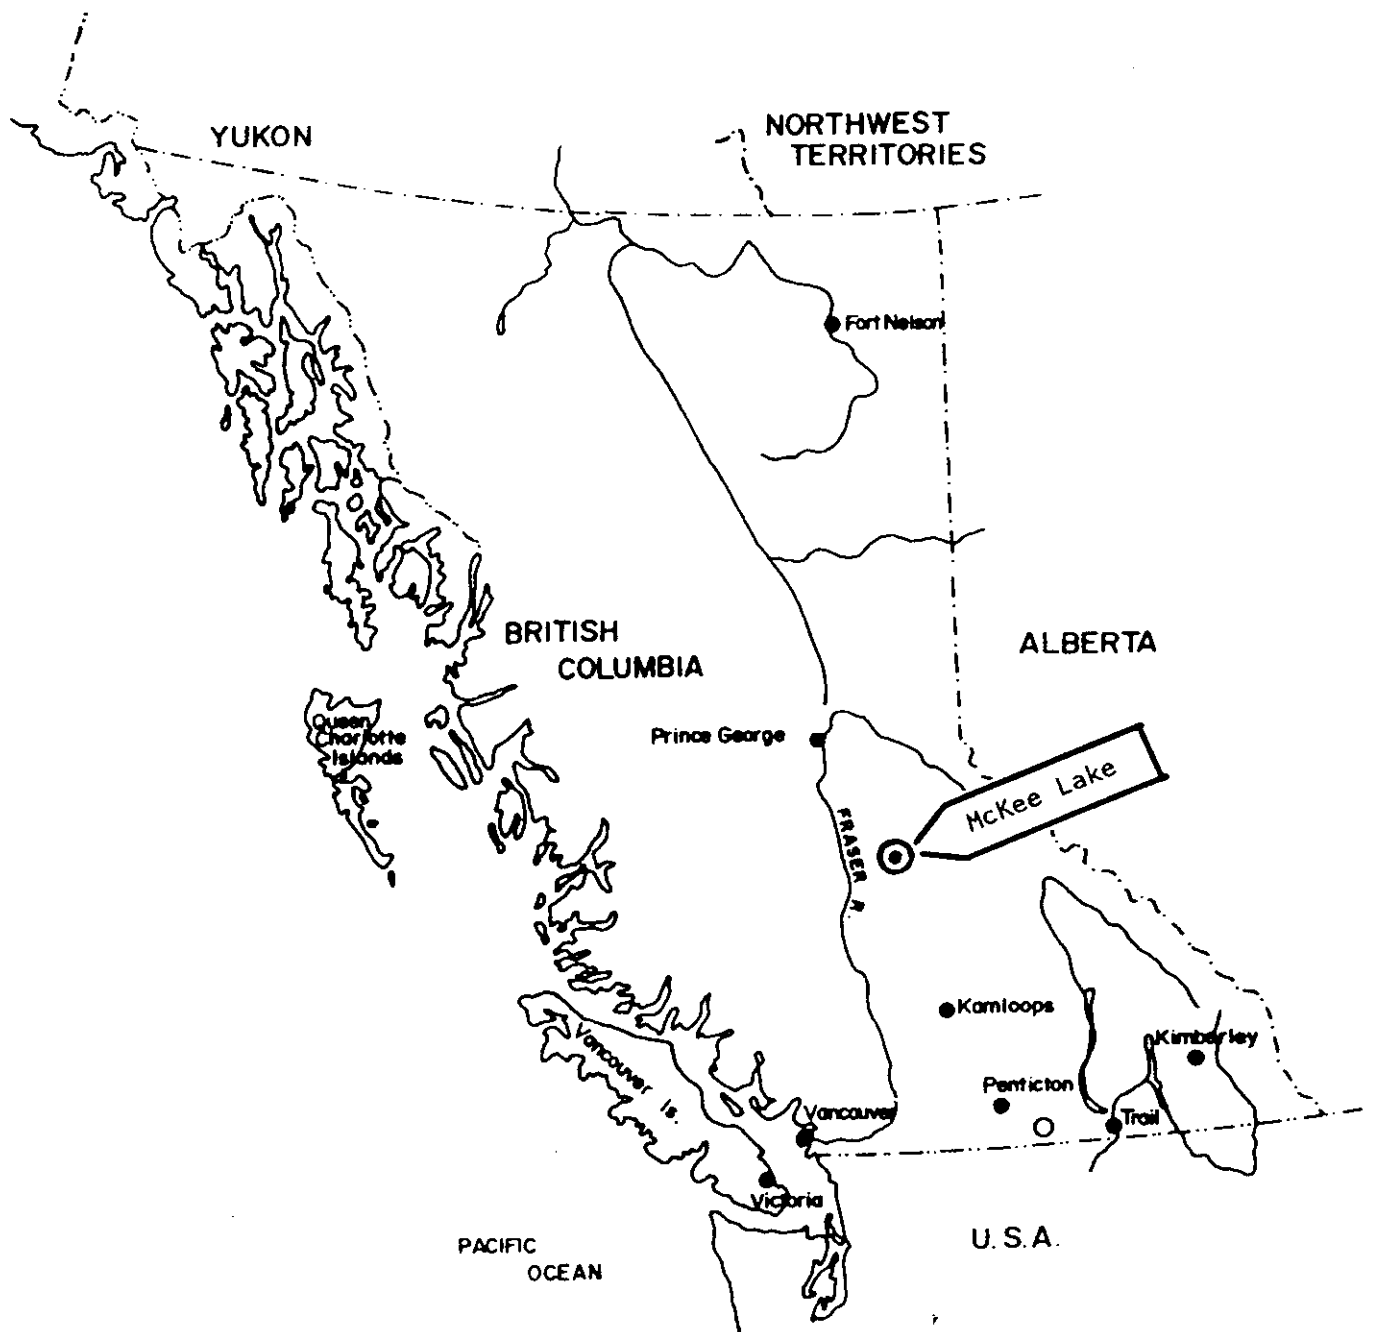 YUKON
NORTHWEST
TERRITORIES
Fort Nelson
BRITISH
COLUMBIA
ALBERTA
Queen
Charlotte
Islands
Prince George
McKee Lake
FRASER R.
Kamloops
Kimberley
Vancouver Is.
Penticton
Vancouver
Trail
Victoria
PACIFIC
OCEAN
U.S.A.